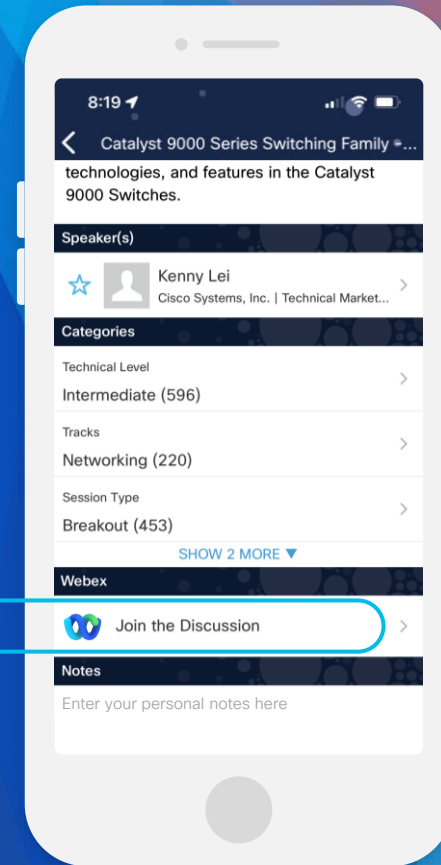 8:19
Catalyst 9000 Series Switching Family -...
technologies, and features in the Catalyst
9000 Switches.
Speaker(s)
Kenny Lei
Cisco Systems, Inc. | Technical Market...
Categories
Technical Level
Intermediate (596)
Tracks
Networking (220)
Session Type
Breakout (453)
SHOW 2 MORE ▼
Webex
Join the Discussion
Notes
Enter your personal notes here